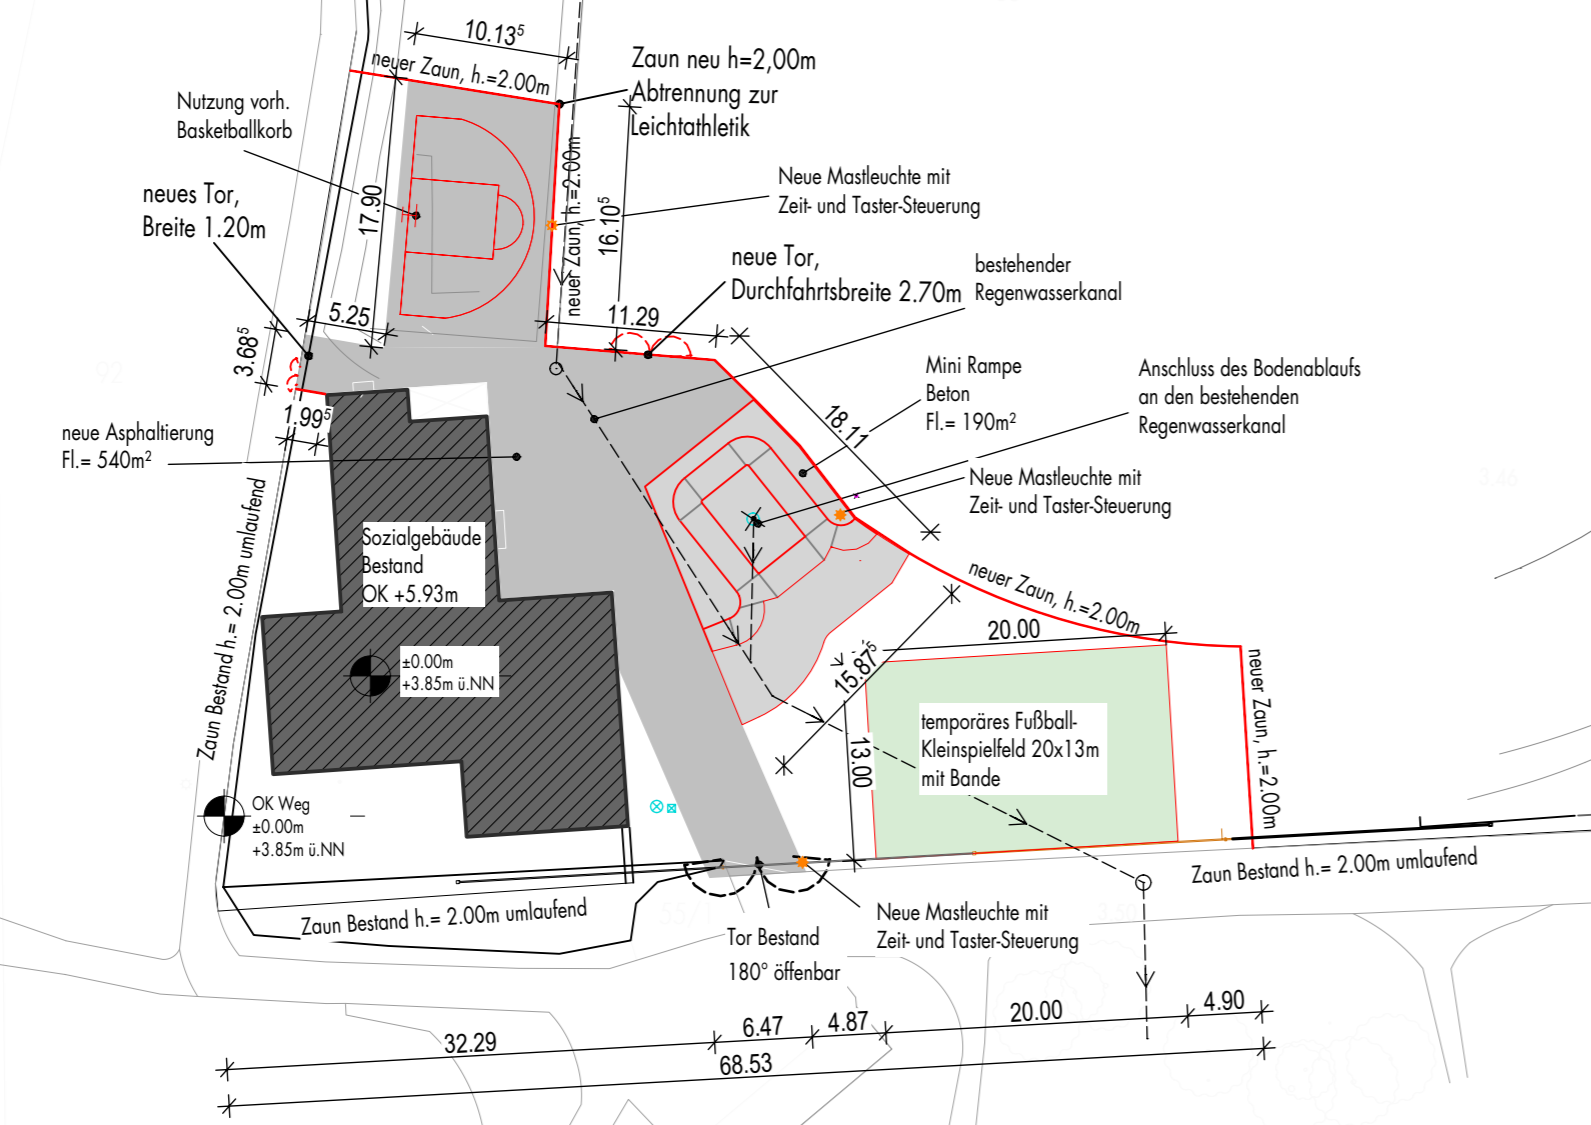 10.13⁵
neuer Zaun, h.=2.00m
Zaun neu h=2,00m
Abtrennung zur
Leichtathletik
Nutzung vorh.
Basketballkorb
neues Tor,
Breite 1.20m
17.90
neuer Zaun, h.=2.00m
16.10⁵
Neue Mastleuchte mit
Zeit- und Taster-Steuerung
neue Tor,
Durchfahrtsbreite 2.70m
bestehender
Regenwasserkanal
5.25
11.29
3.68⁵
92
1.99⁵
18.11
Mini Rampe
Beton
Fl.= 190m²
Anschluss des Bodenablaufs
an den bestehenden
Regenwasserkanal
neue Asphaltierung
Fl.= 540m²
Neue Mastleuchte mit
Zeit- und Taster-Steuerung
3.46
Zaun Bestand h.= 2.00m umlaufend
Sozialgebäude
Bestand
OK +5.93m
±0.00m
+3.85m ü.NN
neuer Zaun, h.=2.00m
20.00
15.87⁵
13.00
temporäres Fußball-
Kleinspielfeld 20x13m
mit Bande
neuer Zaun, h.=2.00m
OK Weg
±0.00m
+3.85m ü.NN
Zaun Bestand h.= 2.00m umlaufend
Zaun Bestand h.= 2.00m umlaufend
Tor Bestand
180° öffenbar
Neue Mastleuchte mit
Zeit- und Taster-Steuerung
32.29
6.47
4.87
20.00
4.90
68.53